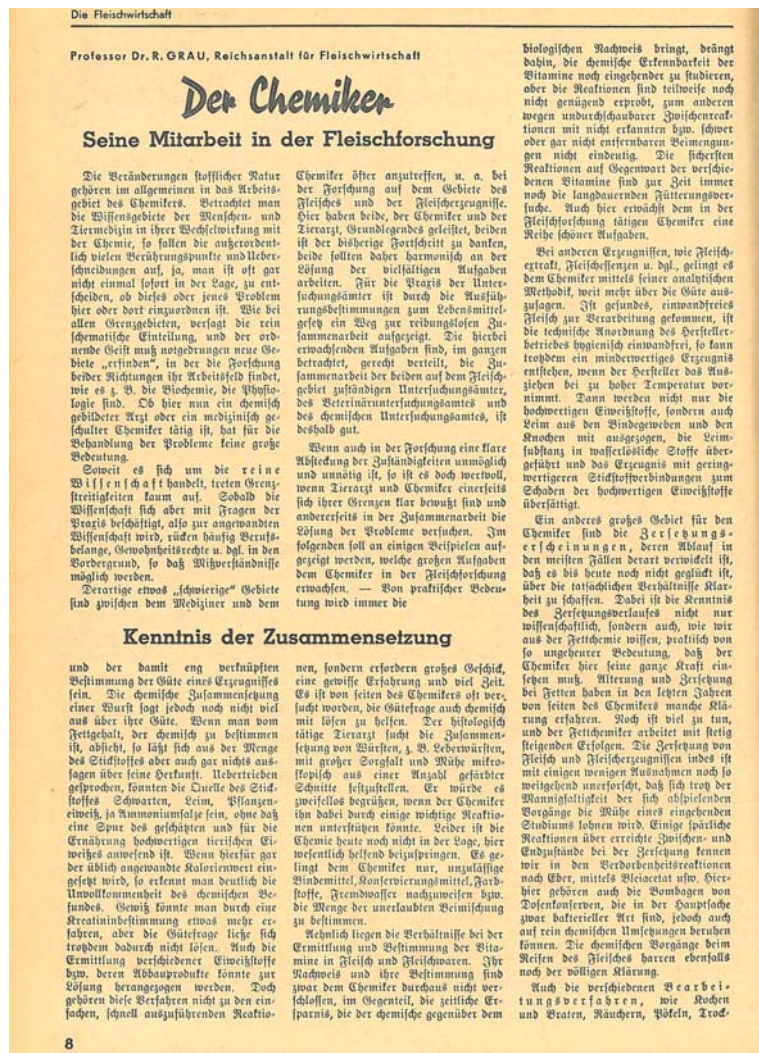 Die Fleischwirtschaft
Professor Dr. R. GRAU, Reichsanstalt für Fleischwirtschaft
Der Chemiker
Seine Mitarbeit in der Fleischforschung
Die Veränderungen stofflicher Natur
gehören im allgemeinen in das Arbeits-
gebiet des Chemikers. Betrachtet man
die Wissensgebiete der Menschen- und
Tiermedizin in ihrer Wechselwirkung mit
der Chemie, so fallen die außerordent-
lich vielen Berührungspunkte und Ueber-
schneidungen auf, ja, man ist oft gar
nicht einmal sofort in der Lage, zu ent-
scheiden, ob dieses oder jenes Problem
hier oder dort einzuordnen ist. Wie bei
allen Grenzgebieten, versagt die rein
schematische Einteilung, und der ord-
nende Geist muß notgedrungen neue Ge-
biete „erfinden“, in der die Forschung
beider Richtungen ihr Arbeitsfeld findet,
wie es z. B. die Biochemie, die Physio-
logie sind. Ob hier nun ein chemisch
gebildeter Arzt oder ein medizinisch ge-
schulter Chemiker tätig ist, hat für die
Behandlung der Probleme keine große
Bedeutung.
Soweit es sich um die reine
Wissenschaft handelt, treten Grenz-
streitigkeiten kaum auf. Sobald die
Wissenschaft sich aber mit Fragen der
Praxis beschäftigt, also zur angewandten
Wissenschaft wird, rücken häufig Berufs-
belange, Gewohnheitsrechte u. dgl. in den
Vordergrund, so daß Mißverständnisse
möglich werden.
Derartige etwas „schwierige“ Gebiete
sind zwischen dem Mediziner und dem
Chemiker öfter anzutreffen, u. a. bei
der Forschung auf dem Gebiete des
Fleisches und der Fleischerzeugnisse.
Hier haben beide, der Chemiker und der
Tierarzt, Grundlegendes geleistet, beiden
ist der bisherige Fortschritt zu danken,
beide sollten daher harmonisch an der
Lösung der vielfältigen Aufgaben
arbeiten. Für die Praxis der Unter-
suchungsämter ist durch die Ausfüh-
rungsbestimmungen zum Lebensmittel-
gesetz ein Weg zur reibungslosen Zu-
sammenarbeit aufgezeigt. Die hierbei
erwachsenden Aufgaben sind, im ganzen
betrachtet, gerecht verteilt, die Zu-
sammenarbeit der beiden auf dem Fleisch-
gebiet zuständigen Untersuchungsämter,
des Veterinäruntersuchungsamtes und
des chemischen Untersuchungsamtes, ist
deshalb gut.
Wenn auch in der Forschung eine klare
Absteckung der Zuständigkeiten unmöglich
und unnötig ist, so ist es doch wertvoll,
wenn Tierarzt und Chemiker einerseits
sich ihrer Grenzen klar bewußt sind und
andererseits in der Zusammenarbeit die
Lösung der Probleme versuchen. Im
folgenden soll an einigen Beispielen auf-
gezeigt werden, welche großen Aufgaben
dem Chemiker in der Fleischforschung
erwachsen. — Von praktischer Bedeu-
tung wird immer die
Kenntnis der Zusammensetzung
und der damit eng verknüpften
Bestimmung der Güte eines Erzeugnisses
sein. Die chemische Zusammensetzung
einer Wurst sagt jedoch noch nicht viel
aus über ihre Güte. Wenn man vom
Fettgehalt, der chemisch zu bestimmen
ist, absieht, so läßt sich aus der Menge
des Stickstoffes aber auch gar nichts aus-
sagen über seine Herkunft. Uebertrieben
gesprochen, könnten die Quelle des Stick-
stoffes Schwarten, Leim, Pflanzen-
eiweiß, ja Ammoniumsalze sein, ohne daß
eine Spur des geschätzten und für die
Ernährung hochwertigen tierischen Ei-
weißes anwesend ist. Wenn hierfür gar
der üblich angewandte Kalorienwert ein-
gesetzt wird, so erkennt man deutlich die
Unvollkommenheit des chemischen Be-
fundes. Gewiß könnte man durch eine
Kreatininbestimmung etwas mehr er-
fahren, aber die Gütefrage ließe sich
trotzdem dadurch nicht lösen. Auch die
Ermittlung verschiedener Eiweißstoffe
bzw. deren Abbauprodukte könnte zur
Lösung herangezogen werden. Doch
gehören diese Verfahren nicht zu den ein-
fachen, schnell auszuführenden Reaktio-
nen, sondern erfordern großes Geschick,
eine gewisse Erfahrung und viel Zeit.
Es ist von seiten des Chemikers oft ver-
sucht worden, die Gütefrage auch chemisch
mit lösen zu helfen. Der histologisch
tätige Tierarzt sucht die Zusammen-
setzung von Würsten, z. B. Leberwürsten,
mit großer Sorgfalt und Mühe mikro-
skopisch aus einer Anzahl gefärbter
Schnitte festzustellen. Er würde es
zweifellos begrüßen, wenn der Chemiker
ihn dabei durch einige wichtige Reaktio-
nen unterstützen könnte. Leider ist die
Chemie heute noch nicht in der Lage, hier
wesentlich helfend beizuspringen. Es ge-
lingt dem Chemiker nur, unzulässige
Bindemittel, Konservierungsmittel, Farb-
stoffe, Fremdwasser nachzuweisen bzw.
die Menge der unerlaubten Beimischung
zu bestimmen.
Aehnlich liegen die Verhältnisse bei der
Ermittlung und Bestimmung der Vita-
mine in Fleisch und Fleischwaren. Ihr
Nachweis und ihre Bestimmung sind
zwar dem Chemiker durchaus nicht ver-
schlossen, im Gegenteil, die zeitliche Er-
sparnis, die der chemische gegenüber dem
biologischen Nachweis bringt, drängt
dahin, die chemische Erkennbarkeit der
Vitamine noch eingehender zu studieren,
aber die Reaktionen sind teilweise noch
nicht genügend erprobt, zum anderen
wegen undurchschaubarer Zwischenreak-
tionen mit nicht erkannten bzw. schwer
oder gar nicht entfernbaren Beimengun-
gen nicht eindeutig. Die sichersten
Reaktionen auf Gegenwart der verschie-
denen Vitamine sind zur Zeit immer
noch die langdauernden Fütterungsver-
suche. Auch hier erwächst dem in der
Fleischforschung tätigen Chemiker eine
Reihe schöner Aufgaben.
Bei anderen Erzeugnissen, wie Fleisch-
extrakt, Fleischessenzen u. dgl., gelingt es
dem Chemiker mittels seiner analytischen
Methodik, weit mehr über die Güte aus-
zusagen. Ist gesundes, einwandfreies
Fleisch zur Verarbeitung gekommen, ist
die technische Anordnung des Hersteller-
betriebes hygienisch einwandfrei, so kann
trotzdem ein minderwertiges Erzeugnis
entstehen, wenn der Hersteller das Aus-
ziehen bei zu hoher Temperatur vor-
nimmt. Dann werden nicht nur die
hochwertigen Eiweißstoffe, sondern auch
Leim aus den Bindegeweben und den
Knochen mit ausgezogen, die Leim-
substanz in wasserlösliche Stoffe über-
geführt und das Erzeugnis mit gering-
wertigeren Stickstoffverbindungen zum
Schaden der hochwertigen Eiweißstoffe
übersättigt.
Ein anderes großes Gebiet für den
Chemiker sind die Zersetzungs-
erscheinungen, deren Ablauf in
den meisten Fällen derart verwickelt ist,
daß es bis heute noch nicht geglückt ist,
über die tatsächlichen Verhältnisse Klar-
heit zu schaffen. Dabei ist die Kenntnis
des Zersetzungsverlaufes nicht nur
wissenschaftlich, sondern auch, wie wir
aus der Fettchemie wissen, praktisch von
so ungeheurer Bedeutung, daß der
Chemiker hier seine ganze Kraft ein-
setzen muß. Alterung und Zersetzung
bei Fetten haben in den letzten Jahren
von seiten des Chemikers manche Klä-
rung erfahren. Noch ist viel zu tun,
und der Fettchemiker arbeitet mit stetig
steigenden Erfolgen. Die Zersetzung von
Fleisch und Fleischerzeugnissen indes ist
mit einigen wenigen Ausnahmen noch so
weitgehend unerforscht, daß sich trotz der
Mannigfaltigkeit der sich abspielenden
Vorgänge die Mühe eines eingehenden
Studiums lohnen wird. Einige spärliche
Reaktionen über erreichte Zwischen- und
Endzustände bei der Zersetzung kennen
wir in den Verdorbenheitsreaktionen
nach Eber, mittels Bleiacetat usw. Hier-
hier gehören auch die Bombagen von
Dosenkonserven, die in der Hauptsache
zwar bakterieller Art sind, jedoch auch
auf rein chemischen Umsetzungen beruhen
können. Die chemischen Vorgänge beim
Reifen des Fleisches harren ebenfalls
noch der völligen Klärung.
Auch die verschiedenen Bearbei-
tungsverfahren, wie Kochen
und Braten, Räuchern, Pökeln, Trock-
8